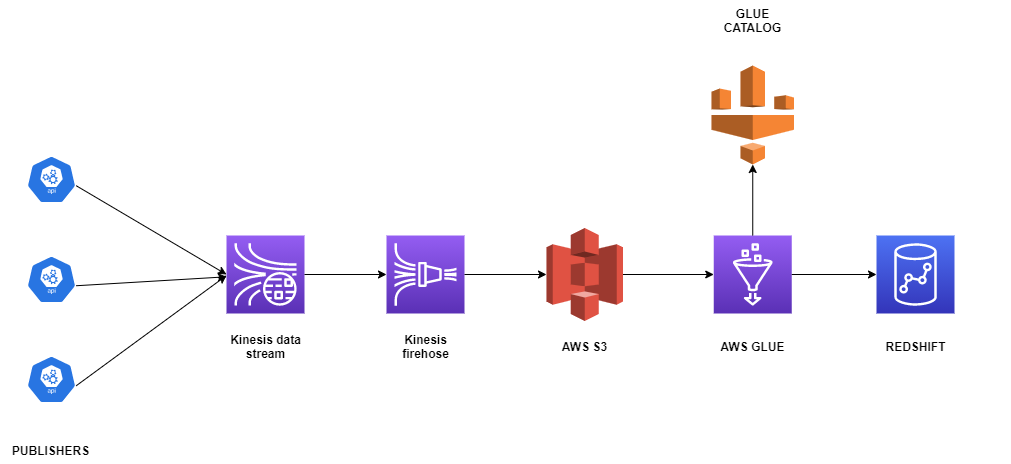 GLUE
CATALOG
api
api
api
Kinesis data
stream
Kinesis
firehose
AWS S3
AWS GLUE
REDSHIFT
PUBLISHERS